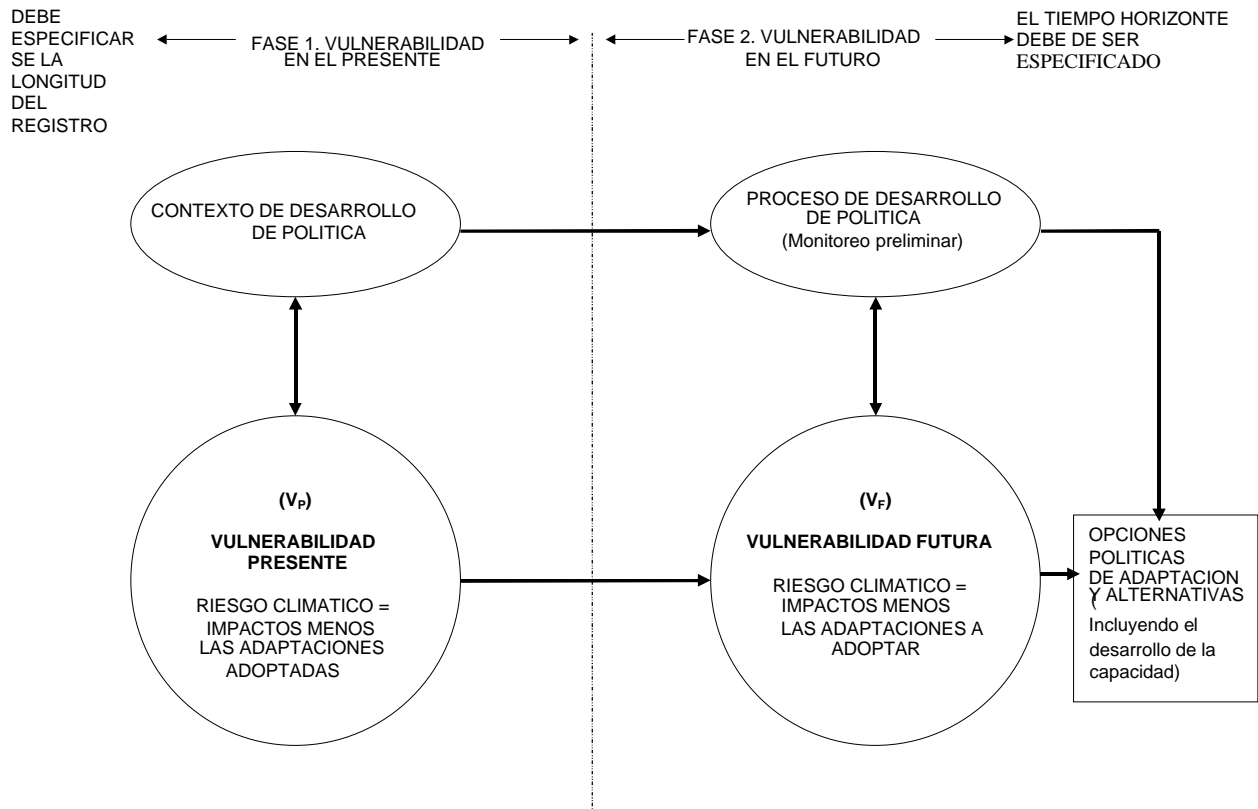 DEBE
ESPECIFICAR
SE LA
LONGITUD
DEL
REGISTRO
FASE 1. VULNERABILIDAD
EN EL PRESENTE
FASE 2. VULNERABILIDAD
EN EL FUTURO
EL TIEMPO HORIZONTE
DEBE DE SER
ESPECIFICADO
CONTEXTO DE DESARROLLO
DE POLITICA
PROCESO DE DESARROLLO
DE POLITICA
(Monitoreo preliminar)
(VP)
VULNERABILIDAD
PRESENTE
RIESGO CLIMATICO =
IMPACTOS MENOS
LAS ADAPTACIONES
ADOPTADAS
(VF)
VULNERABILIDAD FUTURA
RIESGO CLIMATICO =
IMPACTOS MENOS
LAS ADAPTACIONES A
ADOPTAR
OPCIONES
POLITICAS
DE ADAPTACION
Y ALTERNATIVAS
(
Incluyendo el
desarrollo de la
capacidad)